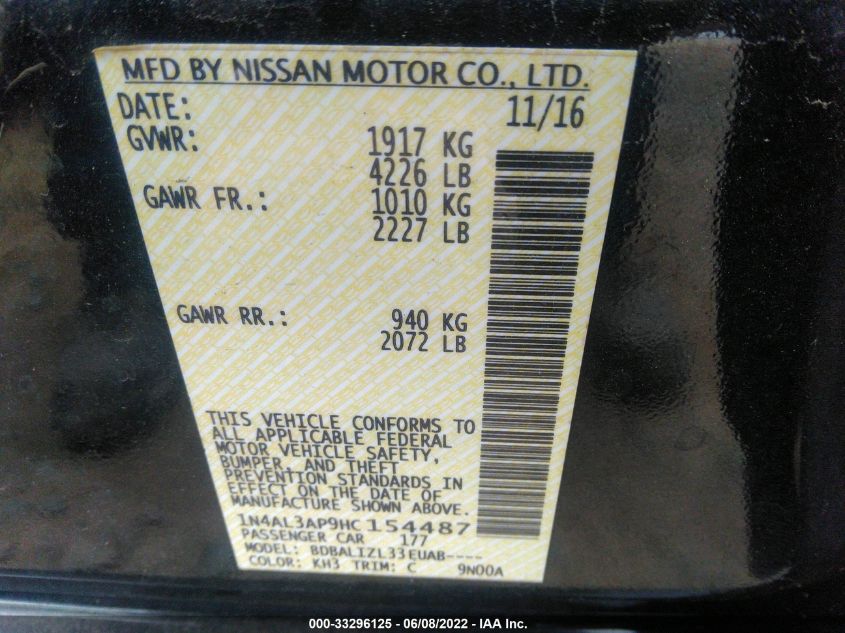 MFD BY NISSAN MOTOR CO., LTD.
DATE: 11/16
GVWR: 1917 KG
4226 LB
GAWR FR.: 1010 KG
2227 LB
GAWR RR.: 940 KG
2072 LB
THIS VEHICLE CONFORMS TO
ALL APPLICABLE FEDERAL
MOTOR VEHICLE SAFETY,
BUMPER, AND THEFT
PREVENTION STANDARDS IN
EFFECT ON THE DATE OF
MANUFACTURE SHOWN ABOVE.
1N4AL3AP9HC154487
PASSENGER CAR 177
MODEL: BDBALIZL33EUAB----
COLOR: KH3 TRIM: C 9N00A
000-33296125 - 06/08/2022 - IAA Inc.